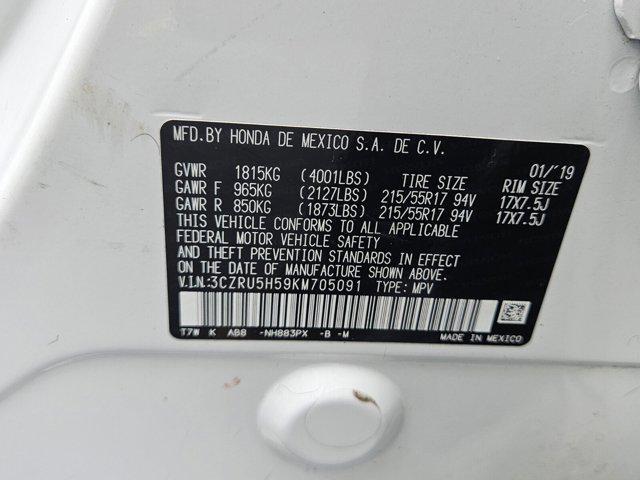 MFD.BY HONDA DE MEXICO S.A. DE C.V.
01/'19
GVWR 1815KG (4001LBS) TIRE SIZE RIM SIZE
GAWR F 965KG (2127LBS) 215/55R17 94V 17X7.5J
GAWR R 850KG (1873LBS) 215/55R17 94V 17X7.5J
THIS VEHICLE CONFORMS TO ALL APPLICABLE
FEDERAL MOTOR VEHICLE SAFETY
AND THEFT PREVENTION STANDARDS IN EFFECT
ON THE DATE OF MANUFACTURE SHOWN ABOVE.
V.I.N.:3CZRU5H59KM705091 TYPE: MPV
T7W K AB8 -NH883PX -B -M MADE IN MEXICO